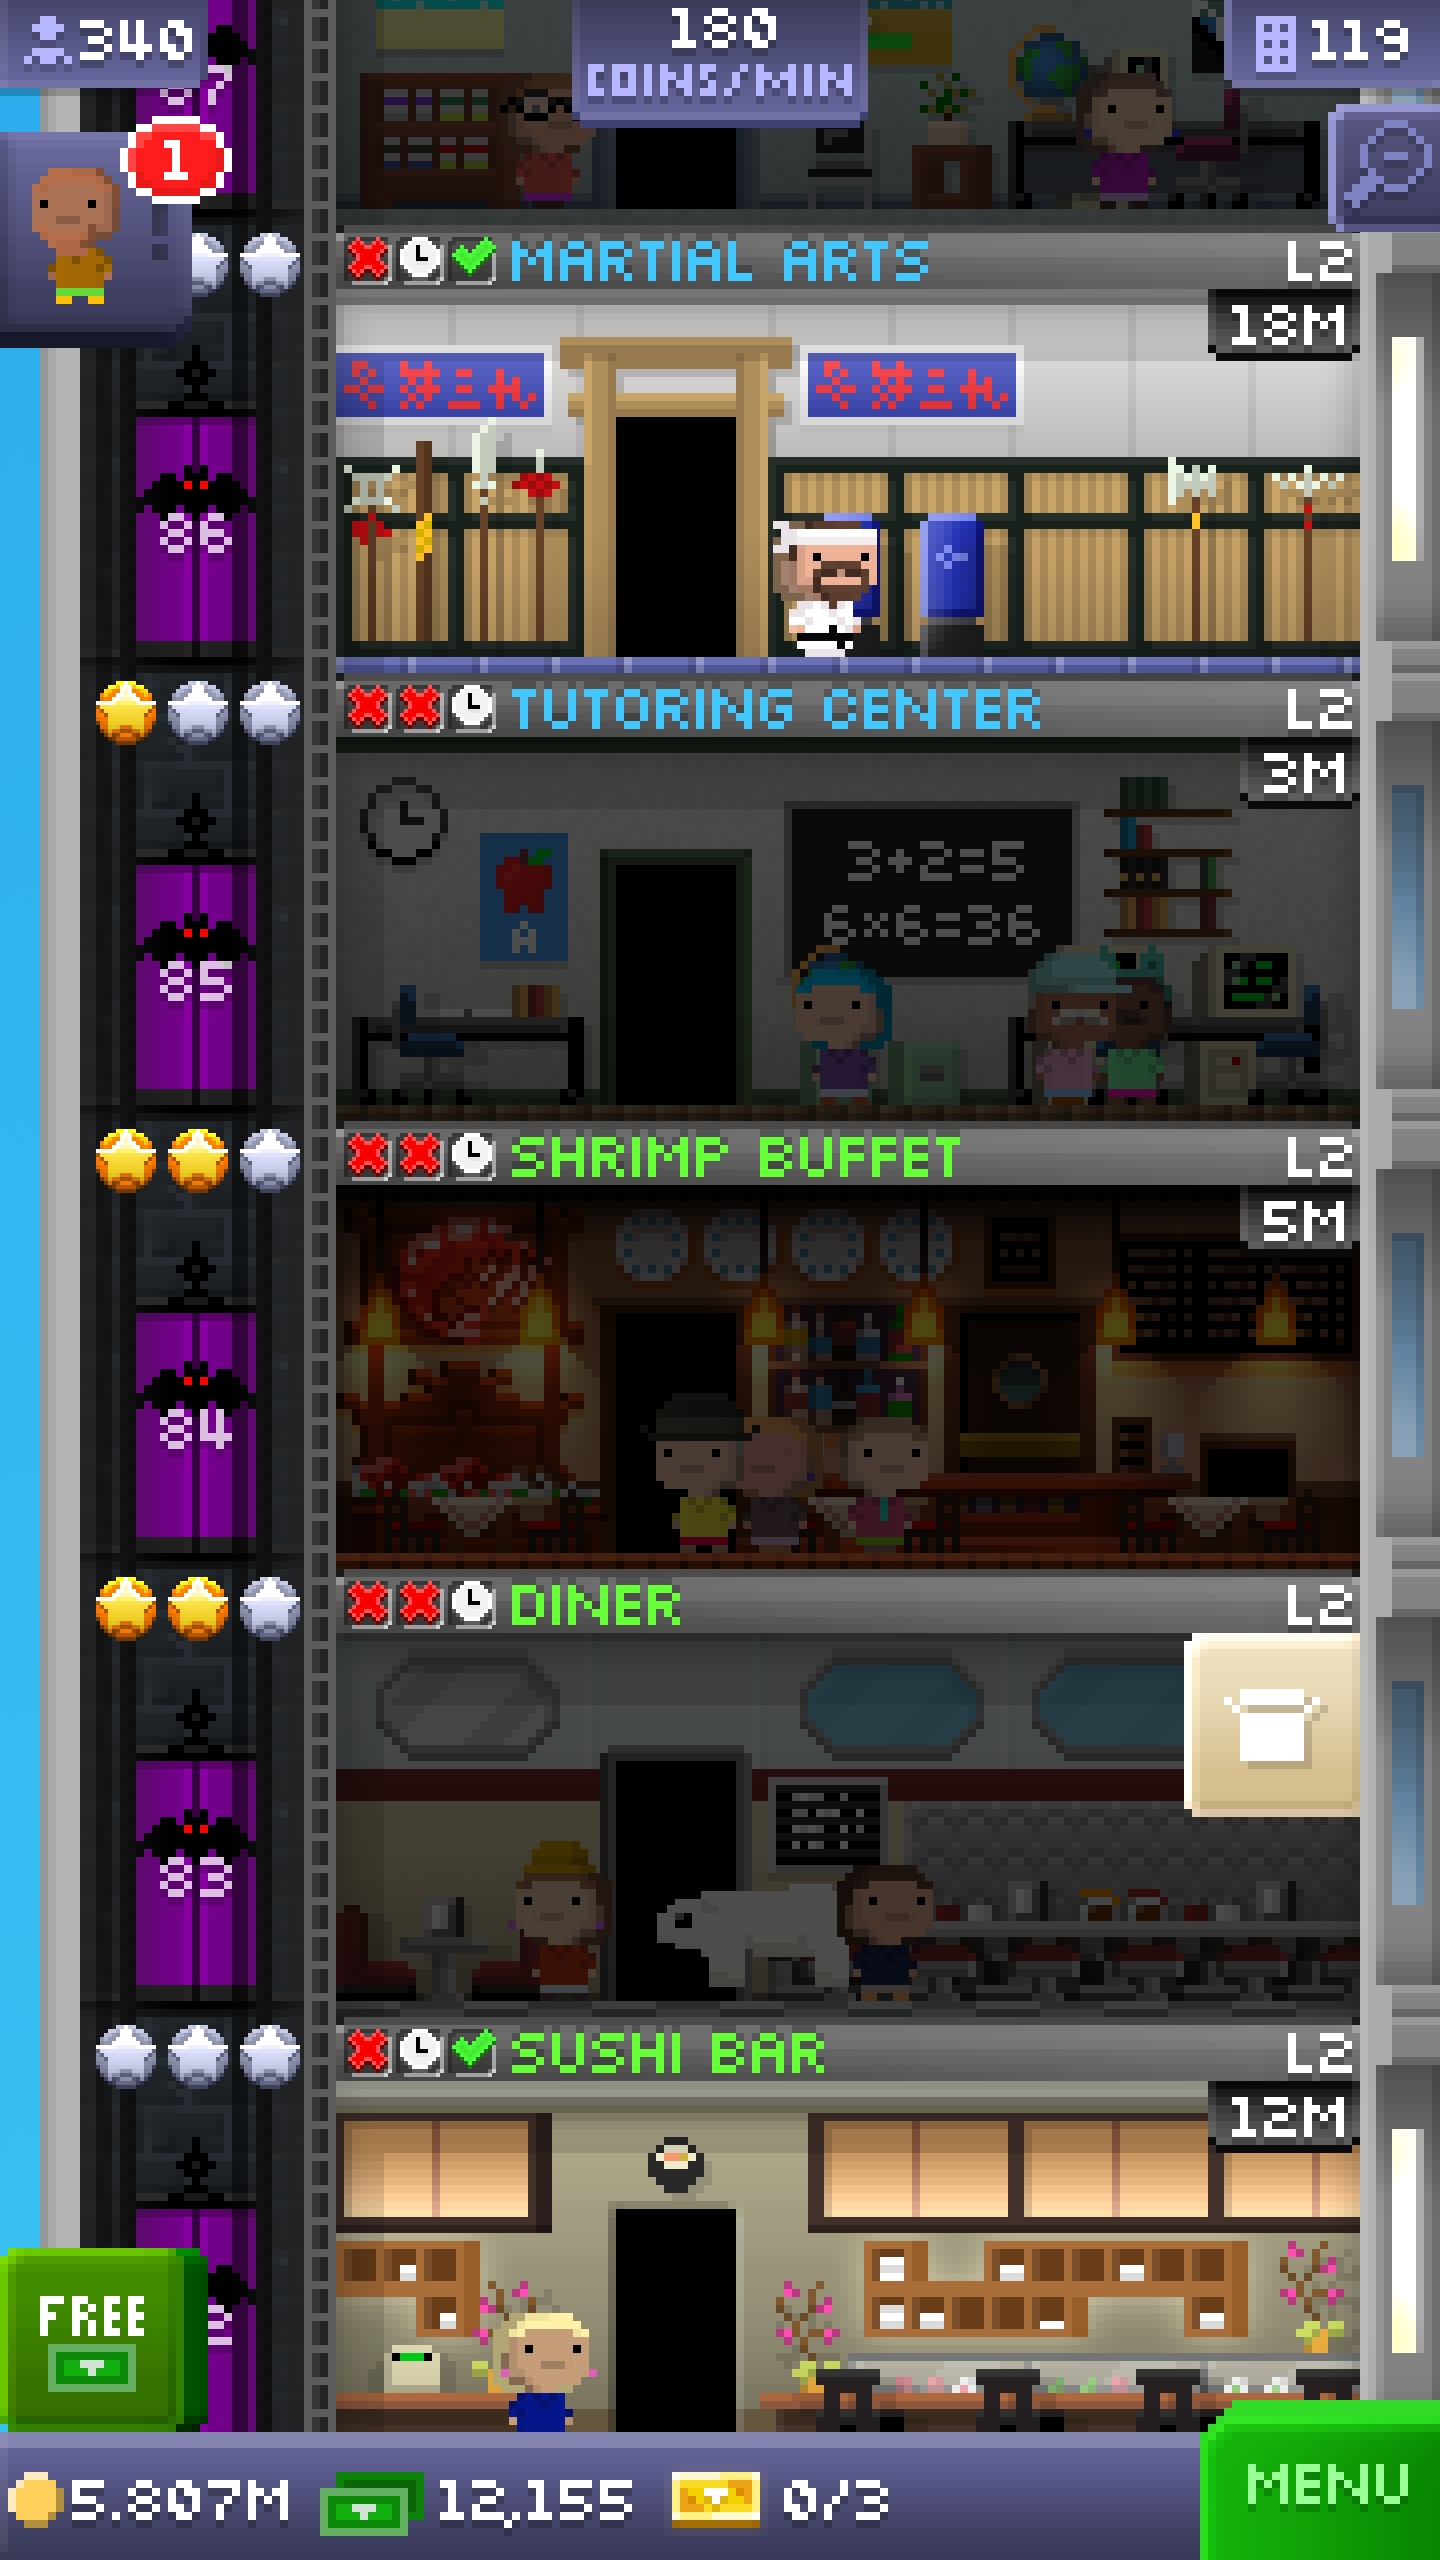 340
180
COINS/MIN
119
1
MARTIAL ARTS
L2
18M
86
TUTORING CENTER
L2
3M
3+2=5
6x6=36
A
85
SHRIMP BUFFET
L2
5M
84
DINER
L2
83
SUSHI BAR
L2
12M
FREE
5.807M
12,155
0/3
MENU